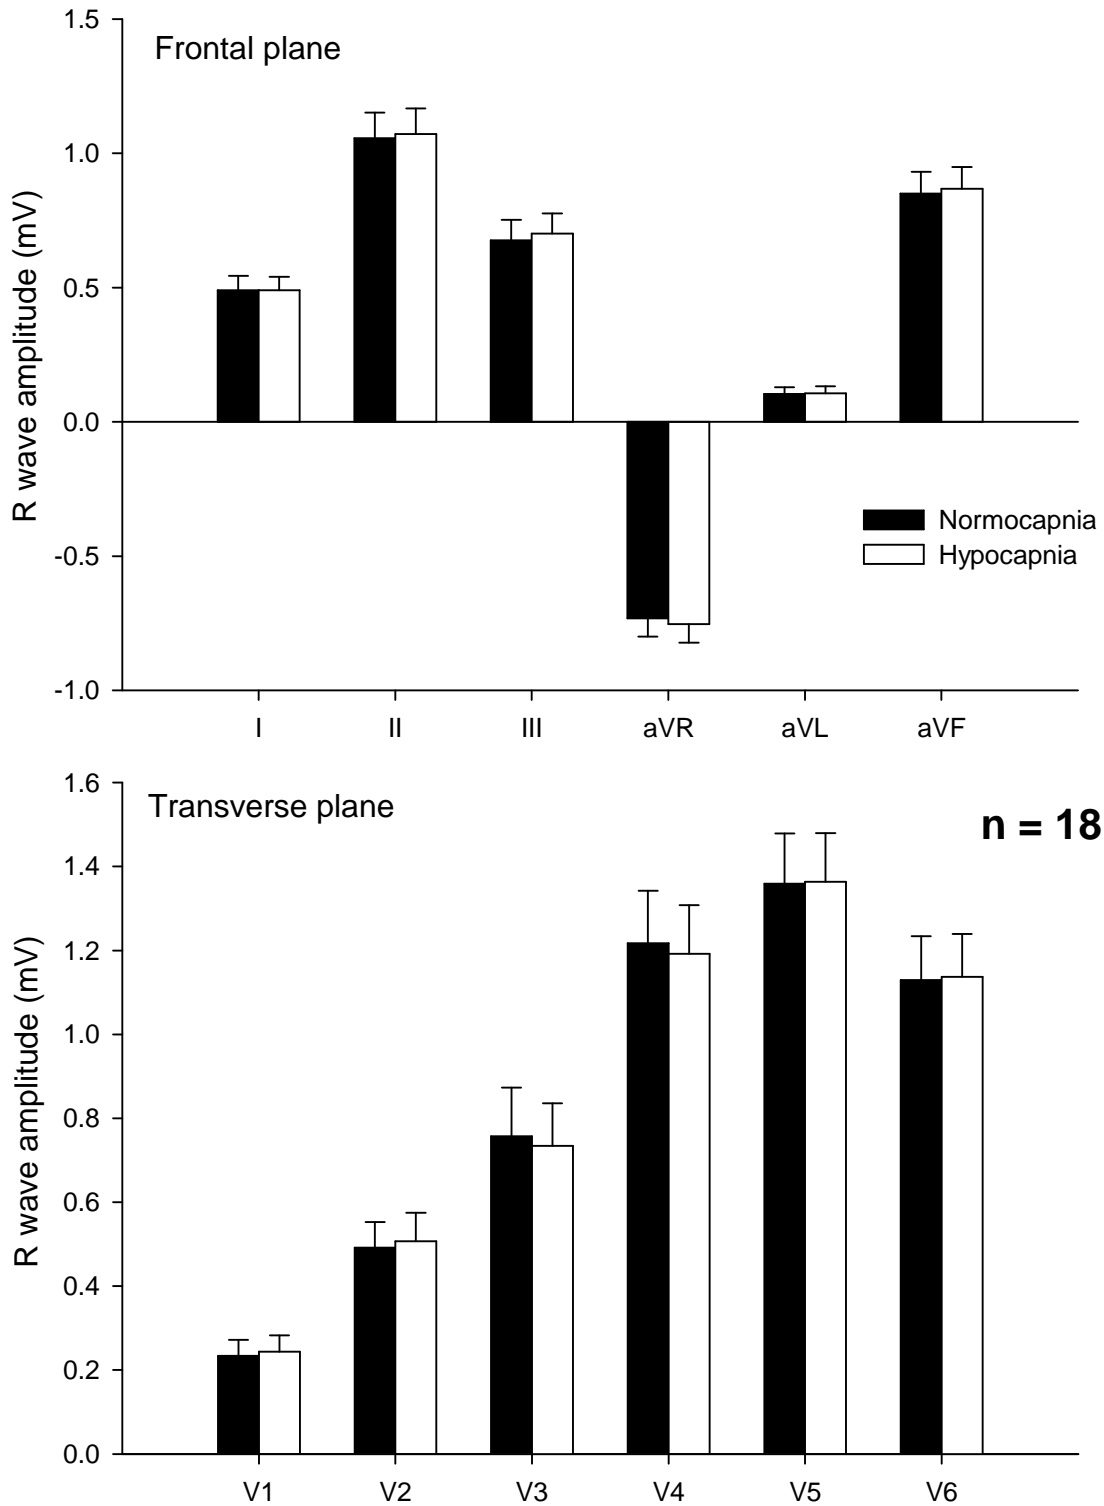 1.5
Frontal plane
1.0
0.5
0.0
-0.5
-1.0
R wave amplitude (mV)
Normocapnia
Hypocapnia
I II III aVR aVL aVF
1.6
Transverse plane
n = 18
1.4
1.2
1.0
0.8
0.6
0.4
0.2
0.0
R wave amplitude (mV)
V1 V2 V3 V4 V5 V6